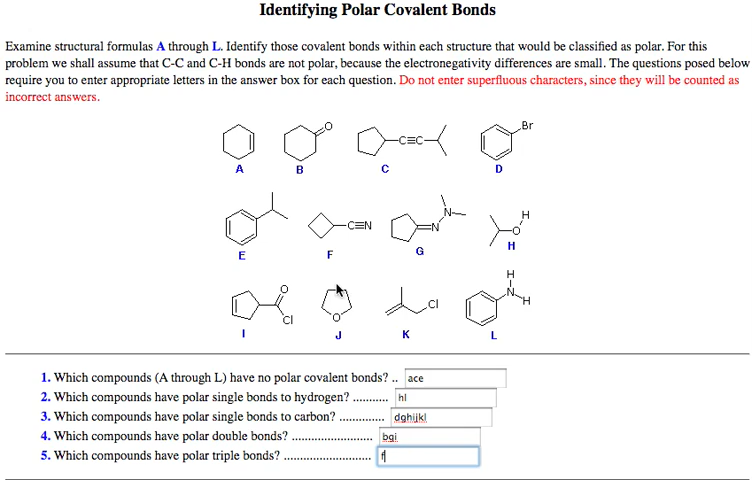 Identifying Polar Covalent Bonds
Examine structural formulas A through L. Identify those covalent bonds within each structure that would be classified as polar. For this
problem we shall assume that C-C and C-H bonds are not polar, because the electronegativity differences are small. The questions posed below
require you to enter appropriate letters in the answer box for each question. Do not enter superfluous characters, since they will be counted as
incorrect answers.
O C≡C Br
A B C D
C≡N N N H O
E F G H
O Cl O Cl H N H
I J K L
1. Which compounds (A through L) have no polar covalent bonds? .. ace
2. Which compounds have polar single bonds to hydrogen? ........... hl
3. Which compounds have polar single bonds to carbon? .............. dghijkl
4. Which compounds have polar double bonds? ......................... bgi
5. Which compounds have polar triple bonds? ........................... f